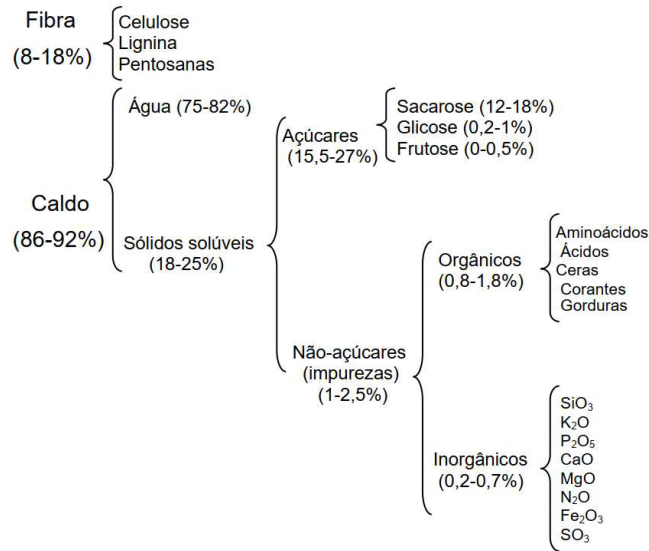 Fibra
(8-18%)
Celulose
Lignina
Pentosanas
Caldo
(86-92%)
Água (75-82%)
Sólidos solúveis
(18-25%)
Açúcares
(15,5-27%)
Sacarose (12-18%)
Glicose (0,2-1%)
Frutose (0-0,5%)
Não-açúcares
(impurezas)
(1-2,5%)
Orgânicos
(0,8-1,8%)
Aminoácidos
Ácidos
Ceras
Corantes
Gorduras
Inorgânicos
(0,2-0,7%)
SiO₃
K₂O
P₂O₅
CaO
MgO
N₂O
Fe₂O₃
SO₃